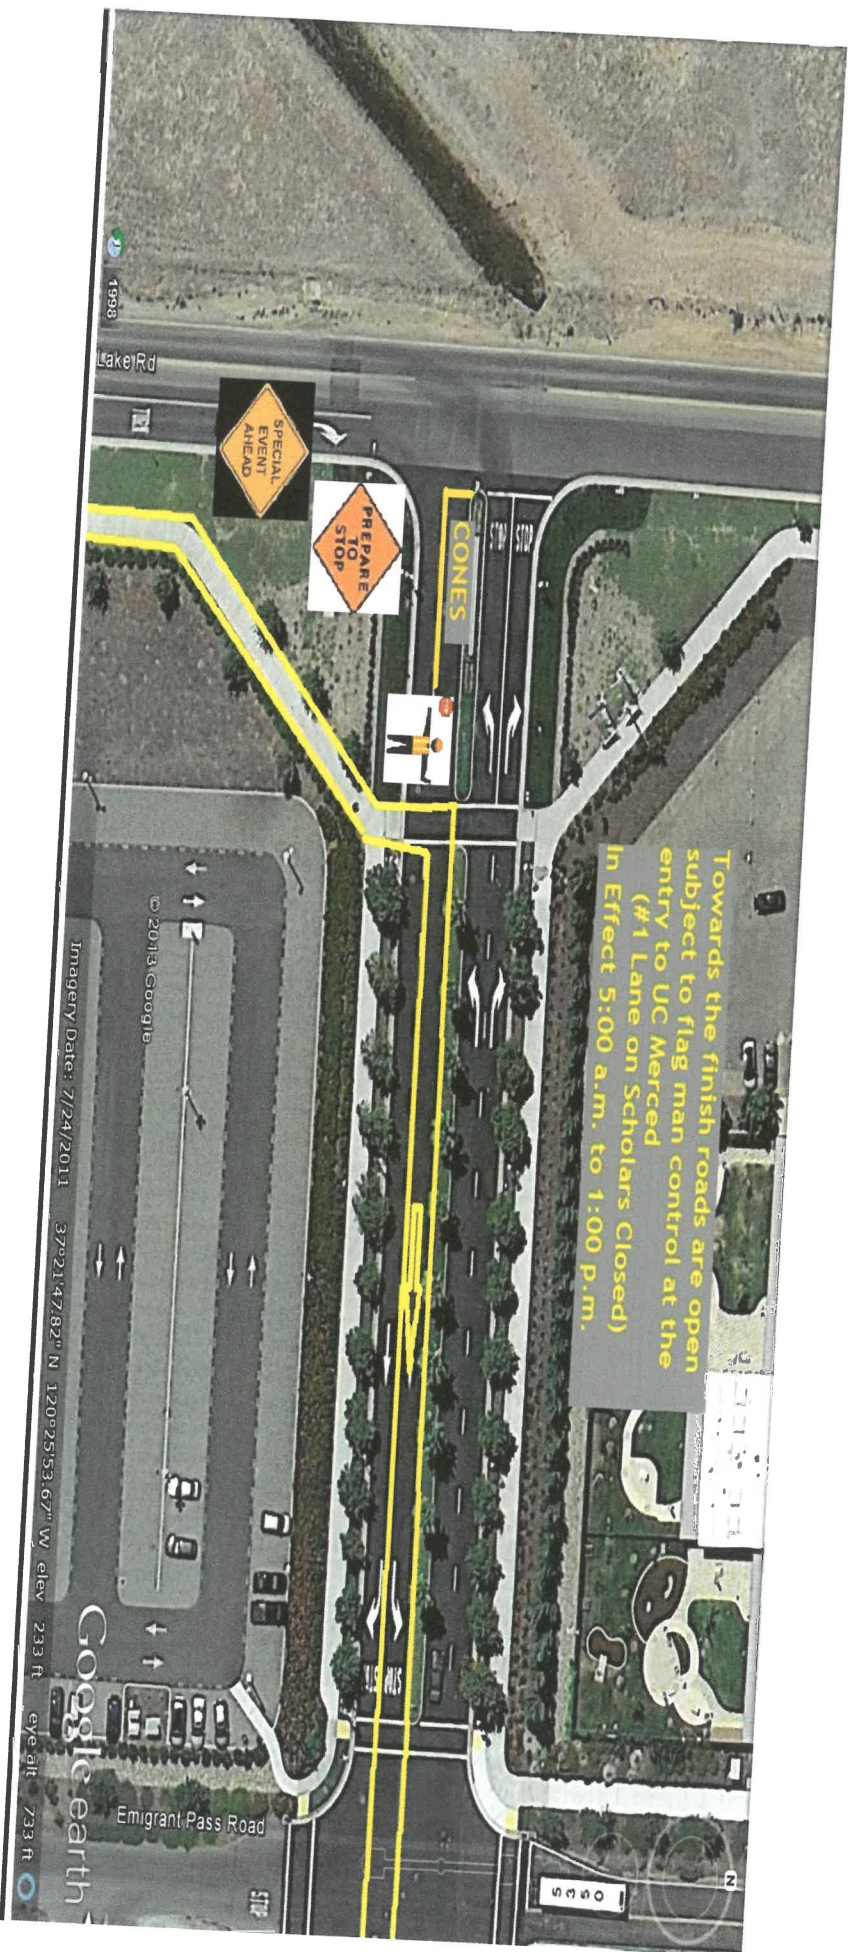 Towards the finish roads are open
subject to flag man control at the
entry to UC Merced
(#1 Lane on Scholars Closed)
In Effect 5:00 a.m. to 1:00 p.m.
CONES
STOP
STOP
SPECIAL
EVENT
AHEAD
PREPARE
TO
STOP
STOP
Lake Rd
1998
© 2013 Google
Imagery Date: 7/24/2011 37°21'47.82" N 120°25'53.67" W elev 233 ft eye alt 733 ft
Google earth
Emigrant Pass Road
STOP
N
5350